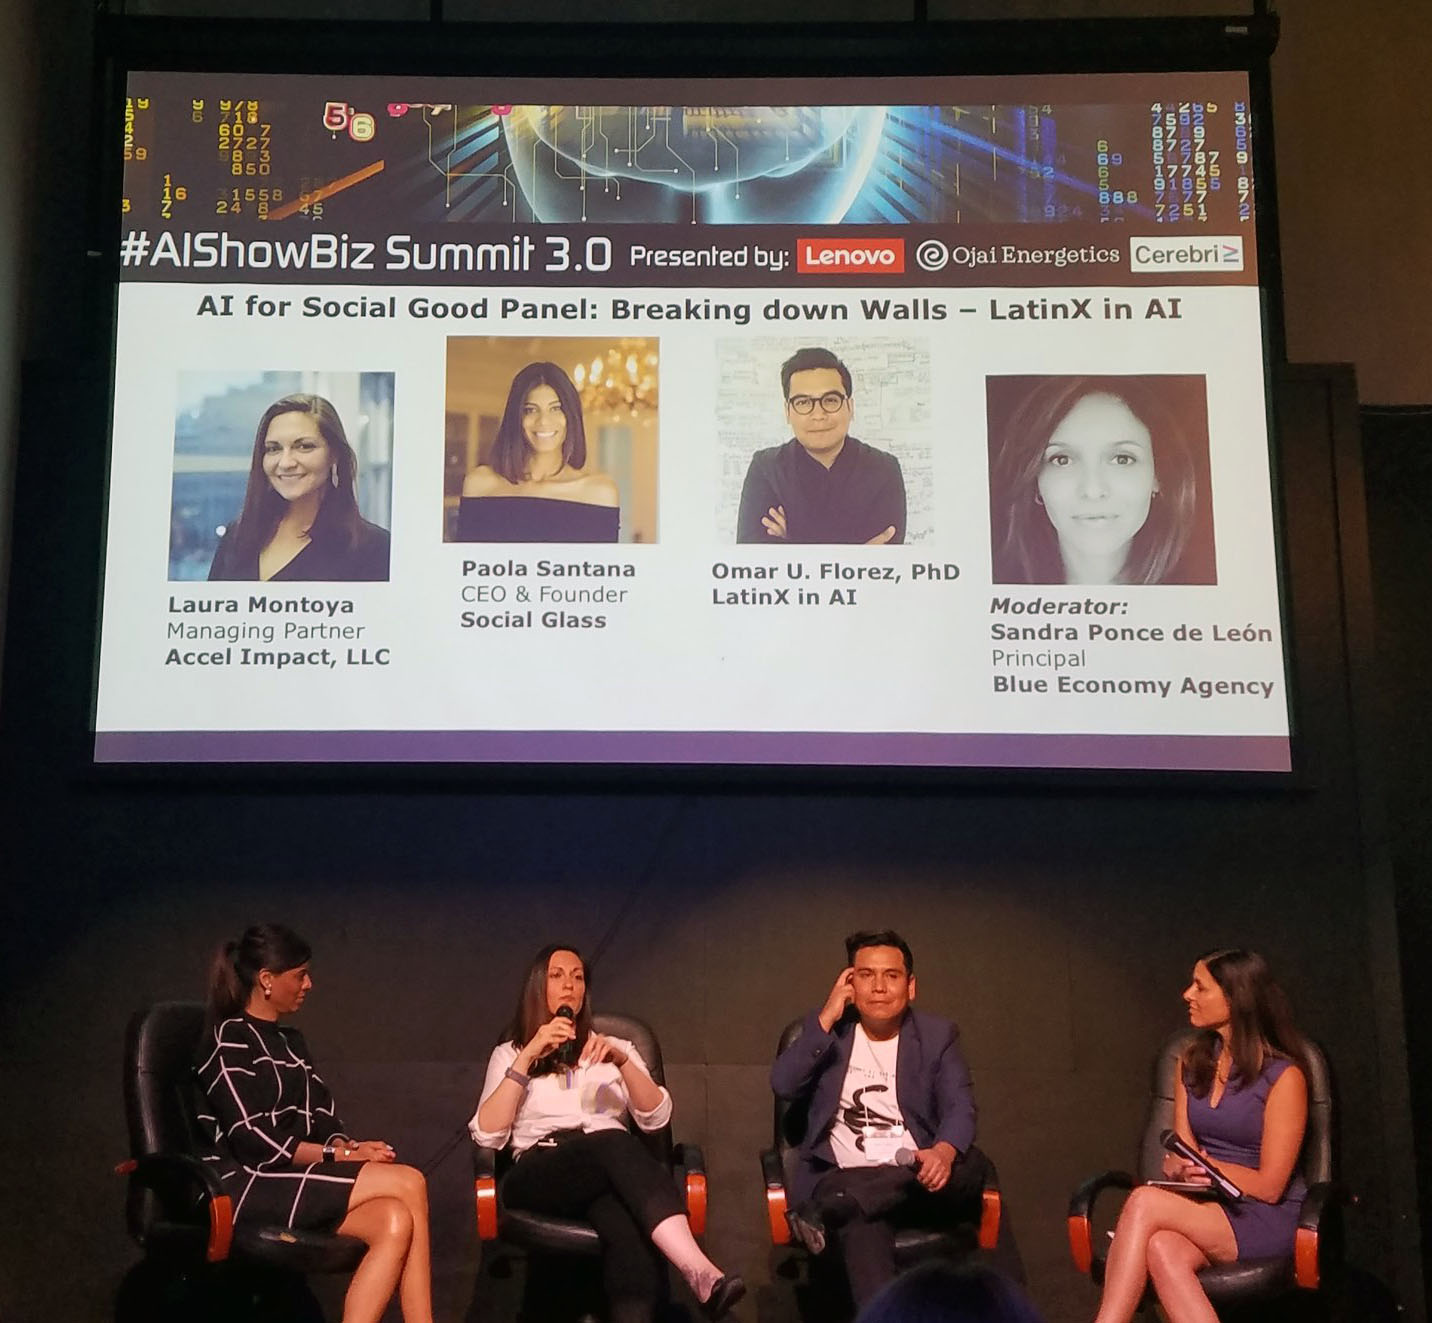 #AIShowBiz Summit 3.0 Presented by: Lenovo Ojai Energetics Cerebri
AI for Social Good Panel: Breaking down Walls – LatinX in AI
Laura Montoya
Managing Partner
Accel Impact, LLC
Paola Santana
CEO & Founder
Social Glass
Omar U. Florez, PhD
LatinX in AI
Moderator:
Sandra Ponce de León
Principal
Blue Economy Agency